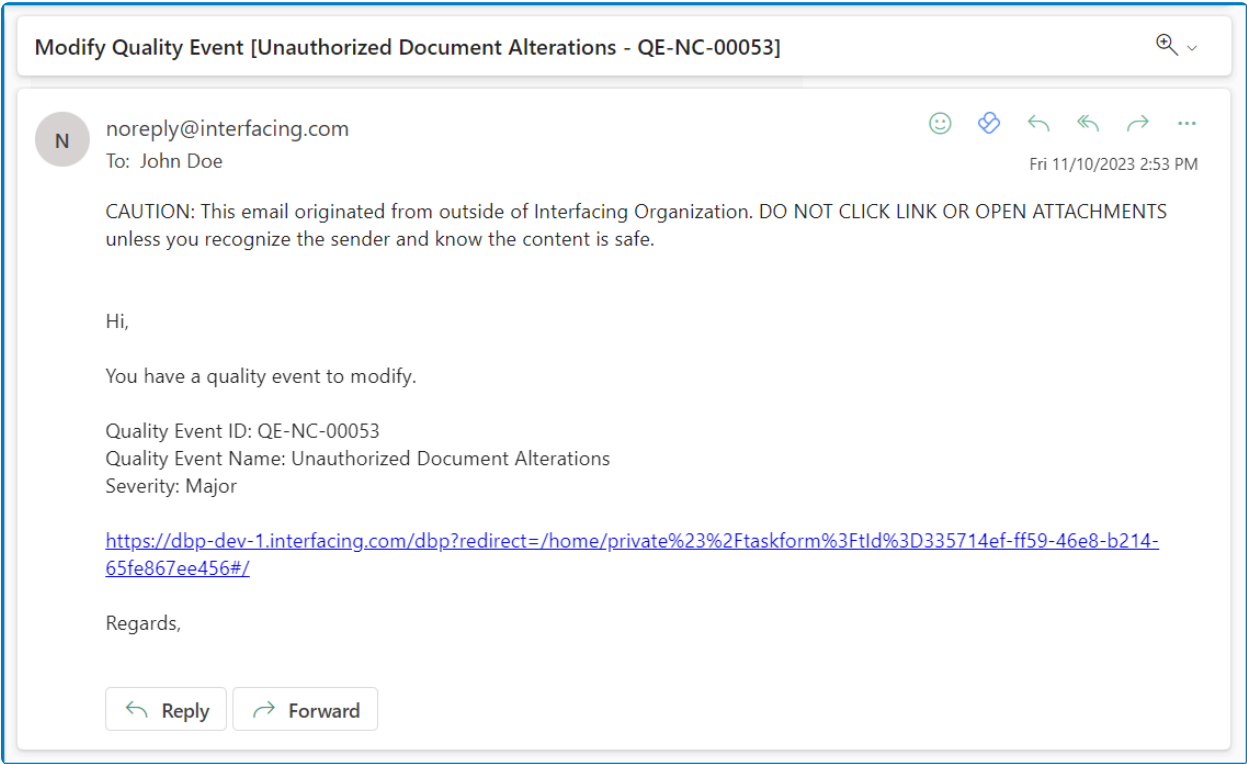 Modify Quality Event [Unauthorized Document Alterations - QE-NC-00053]
N
noreply@interfacing.com
To: John Doe
Fri 11/10/2023 2:53 PM
CAUTION: This email originated from outside of Interfacing Organization. DO NOT CLICK LINK OR OPEN ATTACHMENTS
unless you recognize the sender and know the content is safe.
Hi,
You have a quality event to modify.
Quality Event ID: QE-NC-00053
Quality Event Name: Unauthorized Document Alterations
Severity: Major
https://dbp-dev-1.interfacing.com/dbp?redirect=/home/private%23%2Ftaskform%3FtId%3D335714ef-ff59-46e8-b214-
65fe867ee456#/
Regards,
Reply Forward